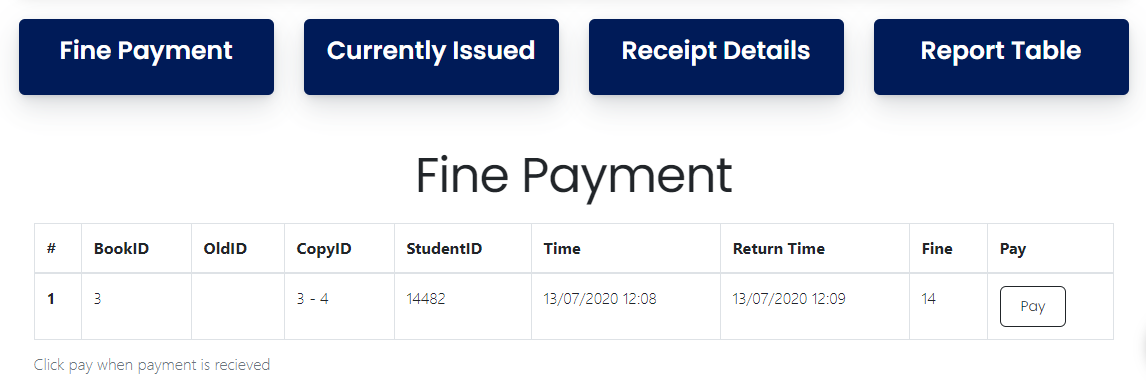 Fine Payment Currently Issued Receipt Details Report Table
Fine Payment
# BookID OldID CopyID StudentID Time Return Time Fine Pay
1 3 3 - 4 14482 13/07/2020 12:08 13/07/2020 12:09 14 Pay
Click pay when payment is recieved